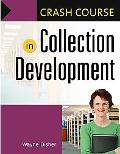 CRASH COURSE
in Collection
Development
Wayne Disher